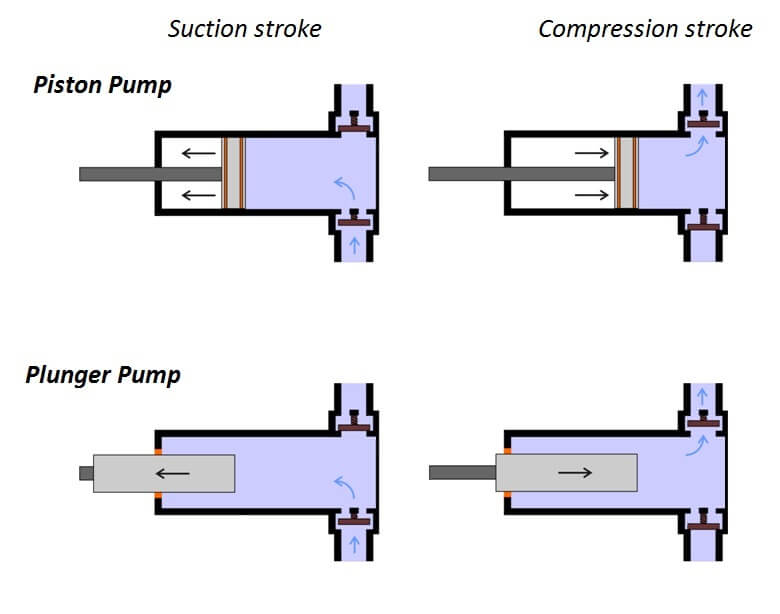 Suction stroke
Compression stroke
Piston Pump
Plunger Pump